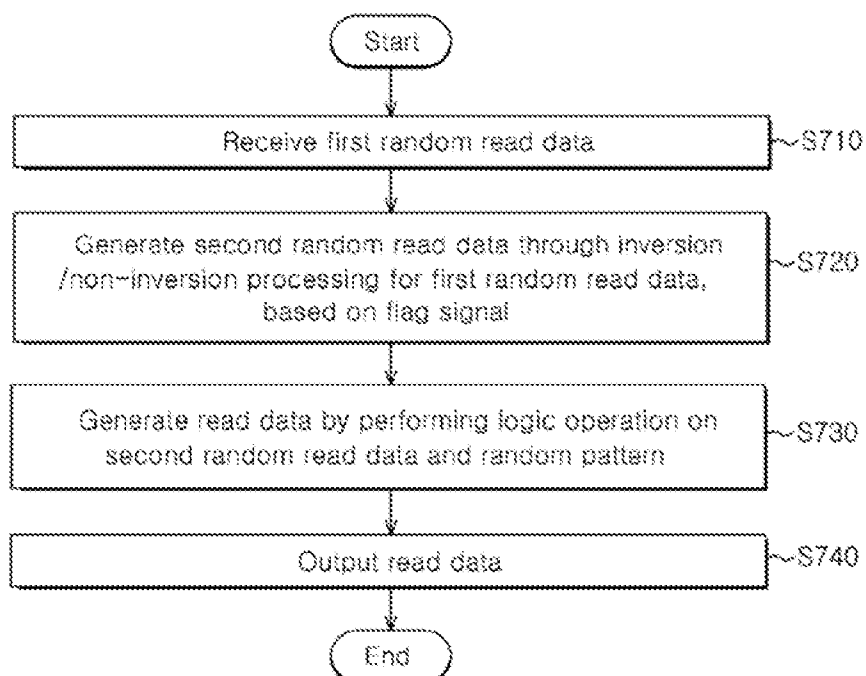 Start
Receive first random read data
S710
Generate second random read data through inversion
/non-inversion processing for first random read data,
based on flag signal
S720
Generate read data by performing logic operation on
second random read data and random pattern
S730
Output read data
S740
End